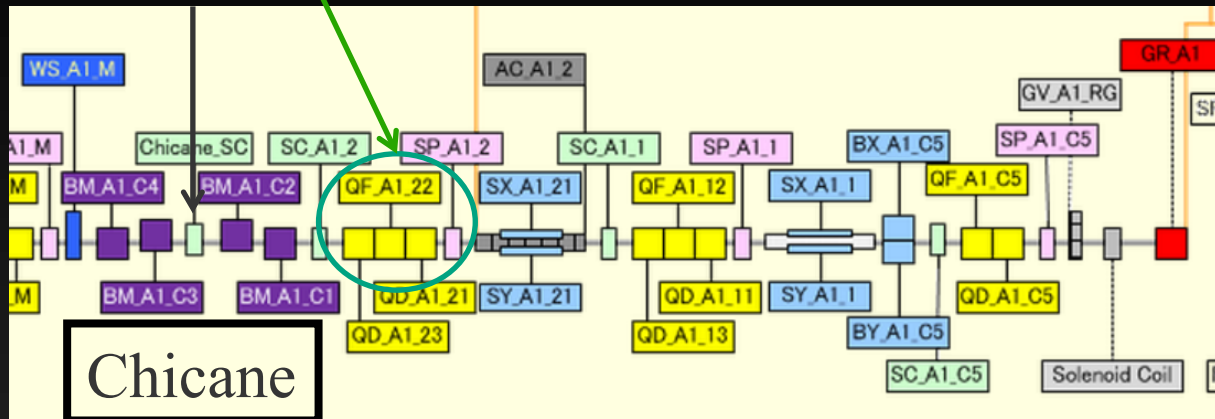 GR_A1
WS_A1_M
AC_A1_2
GV_A1_RG
A1_M
Chicane_SC
SC_A1_2
SP_A1_2
SC_A1_1
SP_A1_1
BX_A1_C5
SP_A1_C5
M
BM_A1_C4
BM_A1_C2
QF_A1_22
SX_A1_21
QF_A1_12
SX_A1_1
QF_A1_C5
_M
BM_A1_C3
BM_A1_C1
QD_A1_21
SY_A1_21
QD_A1_11
SY_A1_1
QD_A1_C5
QD_A1_23
QD_A1_13
BY_A1_C5
Chicane
SC_A1_C5
Solenoid Coil